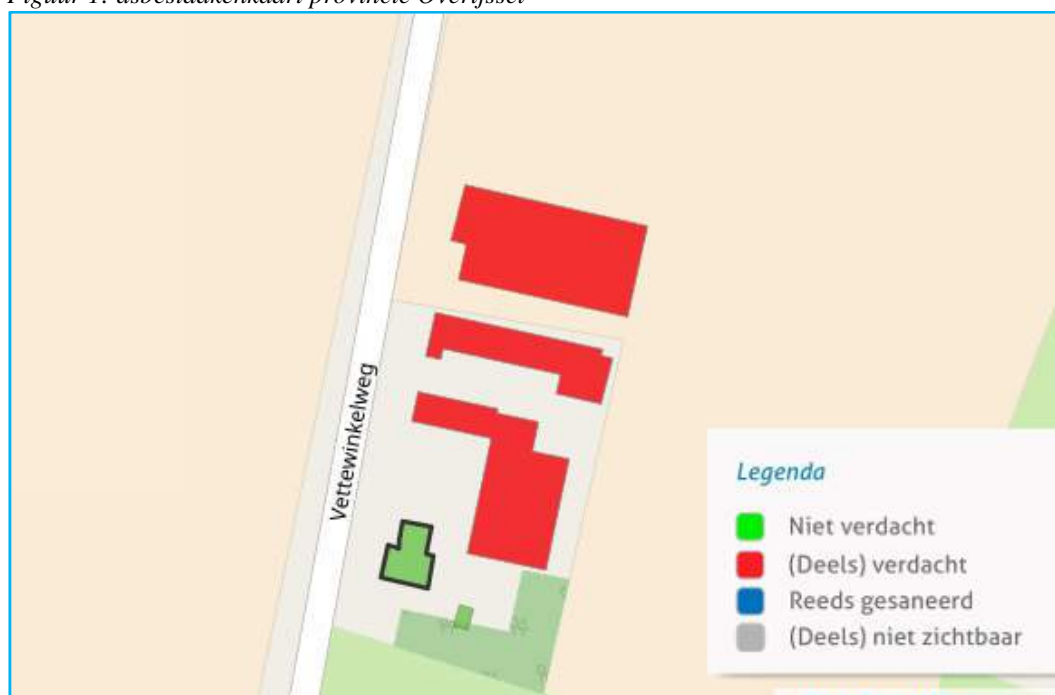 Figuur 1: asbestdakenkaart provincie Overijssel
Vettewinkelweg
Legenda
Niet verdacht
(Deels) verdacht
Reeds gesaneerd
(Deels) niet zichtbaar